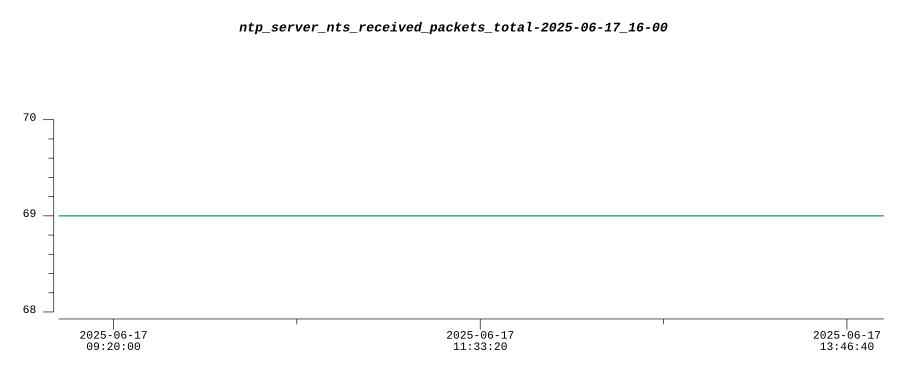 ntp_server_nts_received_packets_total-2025-06-17_16-00
70
69
68
2025-06-17 2025-06-17 2025-06-17
09:20:00 11:33:20 13:46:40